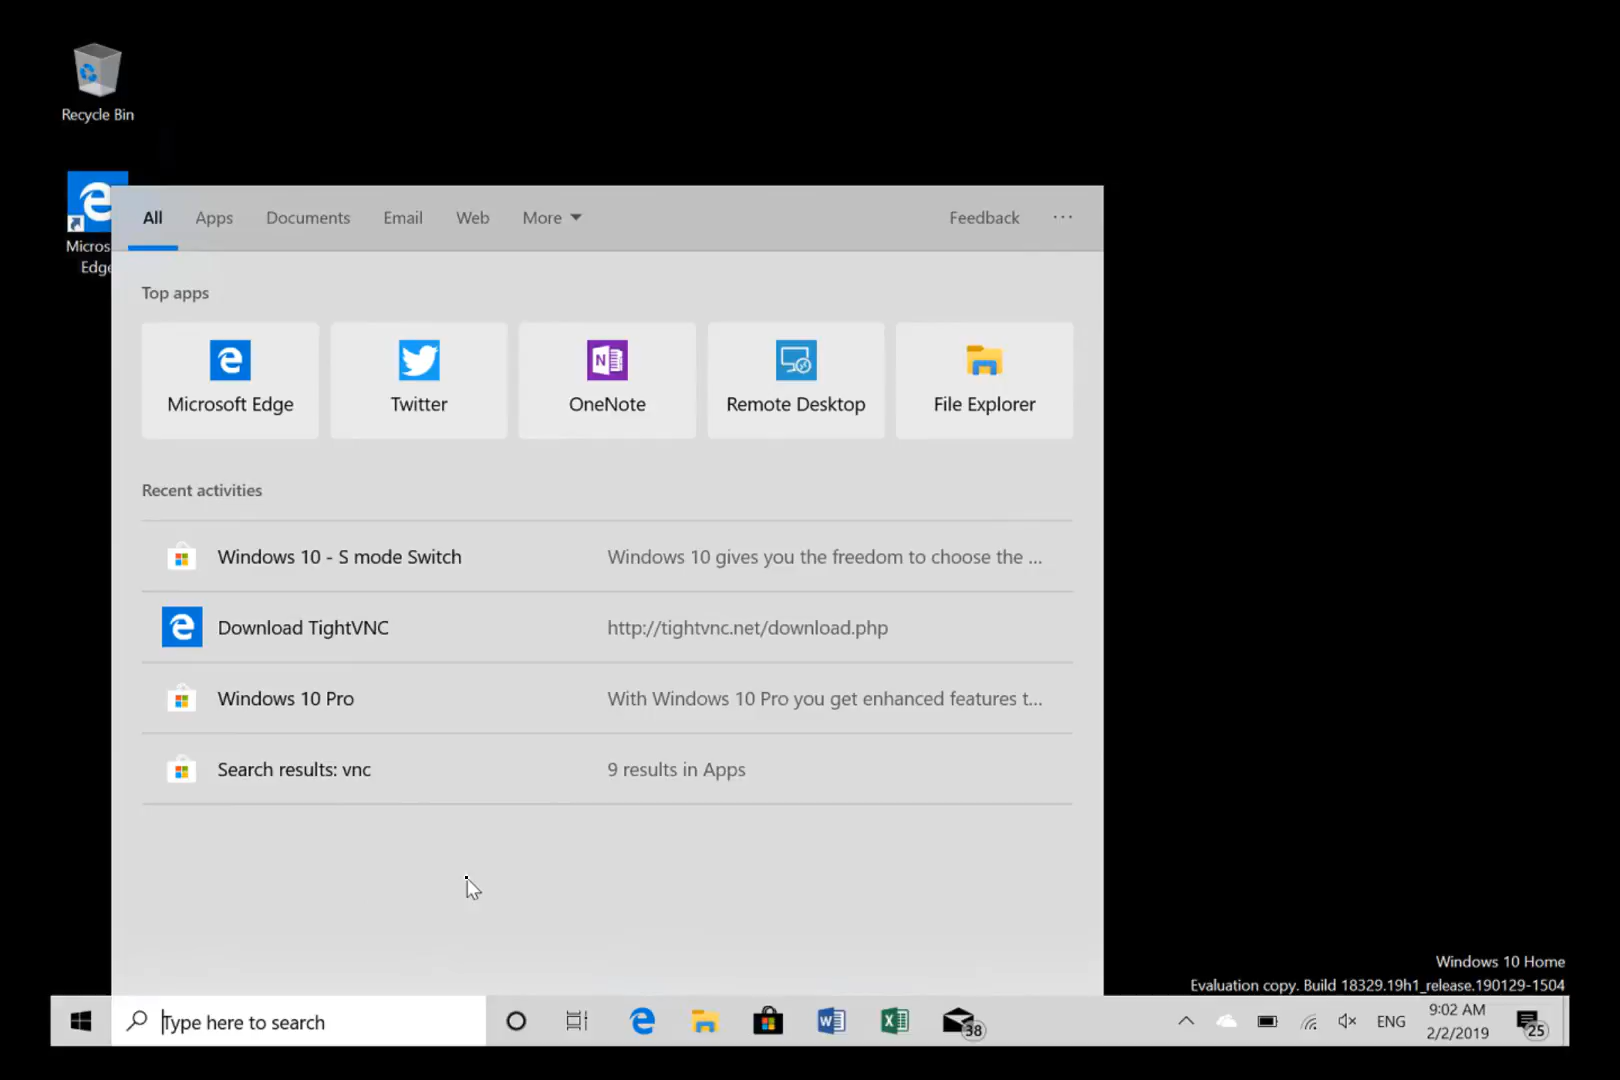 Recycle Bin
Micros
Edge
All Apps Documents Email Web More Feedback ...
Top apps
Microsoft Edge Twitter OneNote Remote Desktop File Explorer
Recent activities
Windows 10 - S mode Switch Windows 10 gives you the freedom to choose the ...
Download TightVNC http://tightvnc.net/download.php
Windows 10 Pro With Windows 10 Pro you get enhanced features t...
Search results: vnc 9 results in Apps
Windows 10 Home
Evaluation copy. Build 18329.19h1_release.190129-1504
Type here to search 38 ENG 9:02 AM 25
2/2/2019